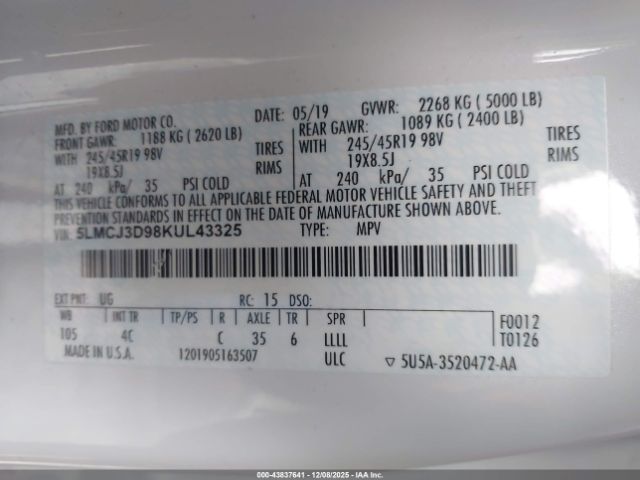 MFD. BY FORD MOTOR CO. DATE: 05/19 GVWR: 2268 KG ( 5000 LB)
FRONT GAWR: 1188 KG ( 2620 LB) REAR GAWR: 1089 KG ( 2400 LB)
WITH 245/45R19 98V TIRES WITH 245/45R19 98V TIRES
19X8.5J RIMS 19X8.5J RIMS
AT 240 kPa/ 35 PSI COLD AT 240 kPa/ 35 PSI COLD
THIS VEHICLE CONFORMS TO ALL APPLICABLE FEDERAL MOTOR VEHICLE SAFETY AND THEFT
PREVENTION STANDARDS IN EFFECT ON THE DATE OF MANUFACTURE SHOWN ABOVE.
VIN: 5LMCJ3D98KUL43325 TYPE: MPV
EXT PNT: UG RC: 15 DSO:
WB INT TR TP/PS R AXLE TR SPR F0012
105 4C C 35 6 LLLL T0126
MADE IN U.S.A. 1201905163507 ULC ▽ 5U5A-3520472-AA
000-43837641 - 12/08/2025 - IAA Inc.